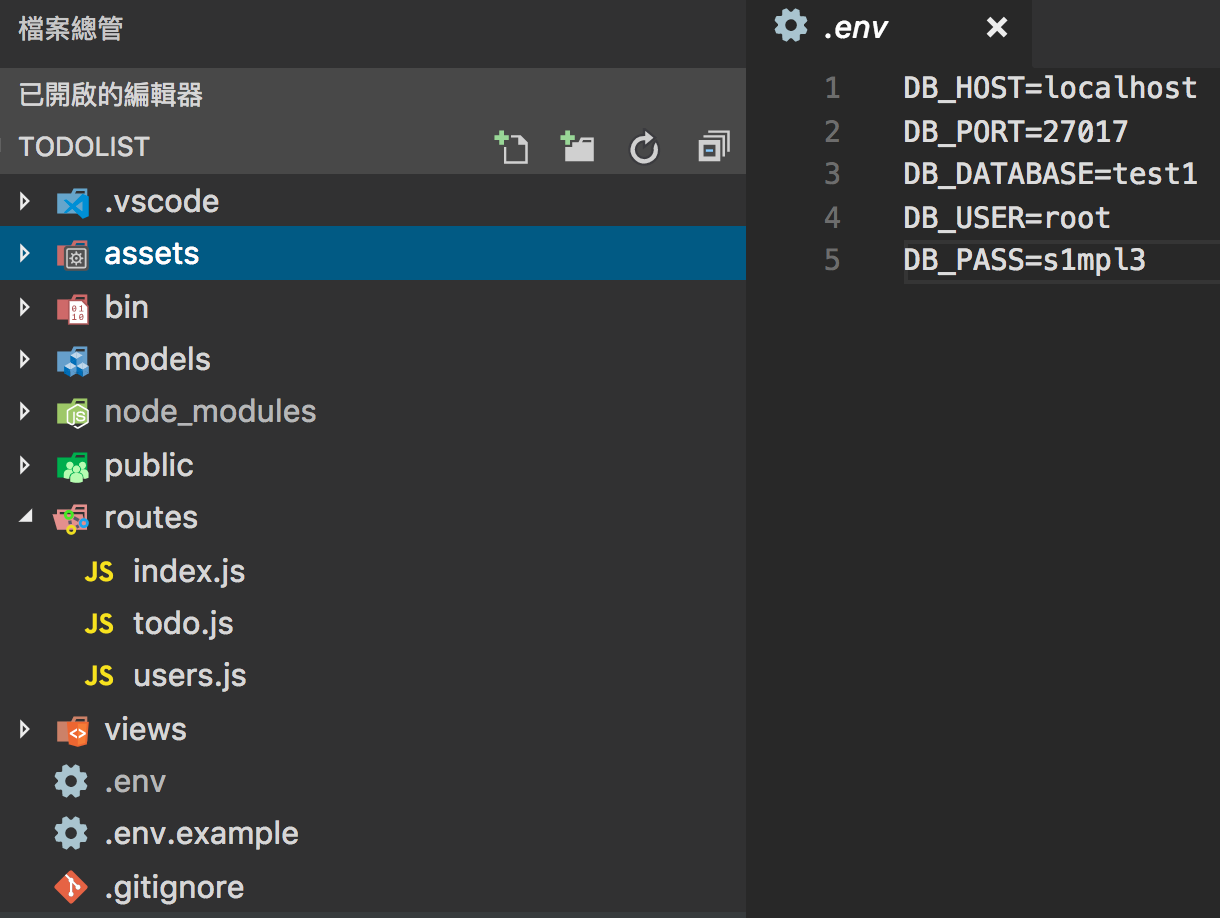 檔案總管
已開啟的編輯器
TODOLIST
.vscode
assets
bin
models
node_modules
public
routes
JS index.js
JS todo.js
JS users.js
views
.env
.env.example
.gitignore
.env
1 DB_HOST=localhost
2 DB_PORT=27017
3 DB_DATABASE=test1
4 DB_USER=root
5 DB_PASS=s1mpl3